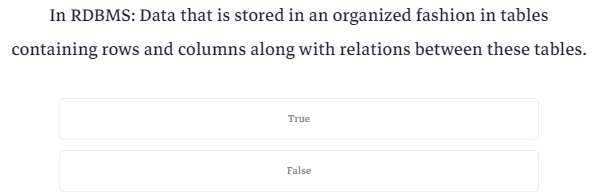 In RDBMS: Data that is stored in an organized fashion in tables
containing rows and columns along with relations between these tables.
True
False